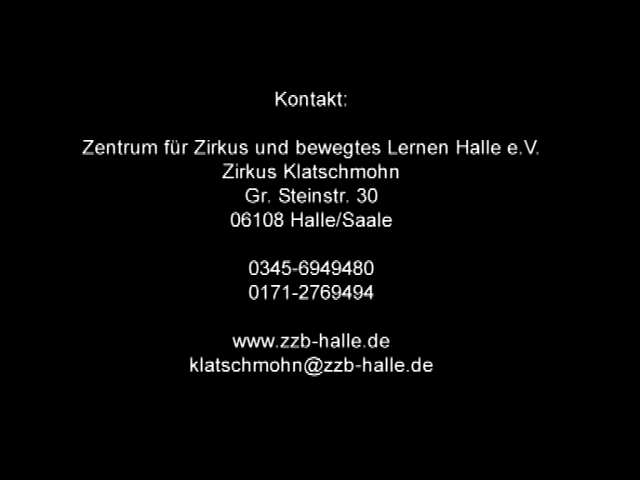 Kontakt:
Zentrum für Zirkus und bewegtes Lernen Halle e.V.
Zirkus Klatschmohn
Gr. Steinstr. 30
06108 Halle/Saale
0345-6949480
0171-2769494
www.zzb-halle.de
klatschmohn@zzb-halle.de